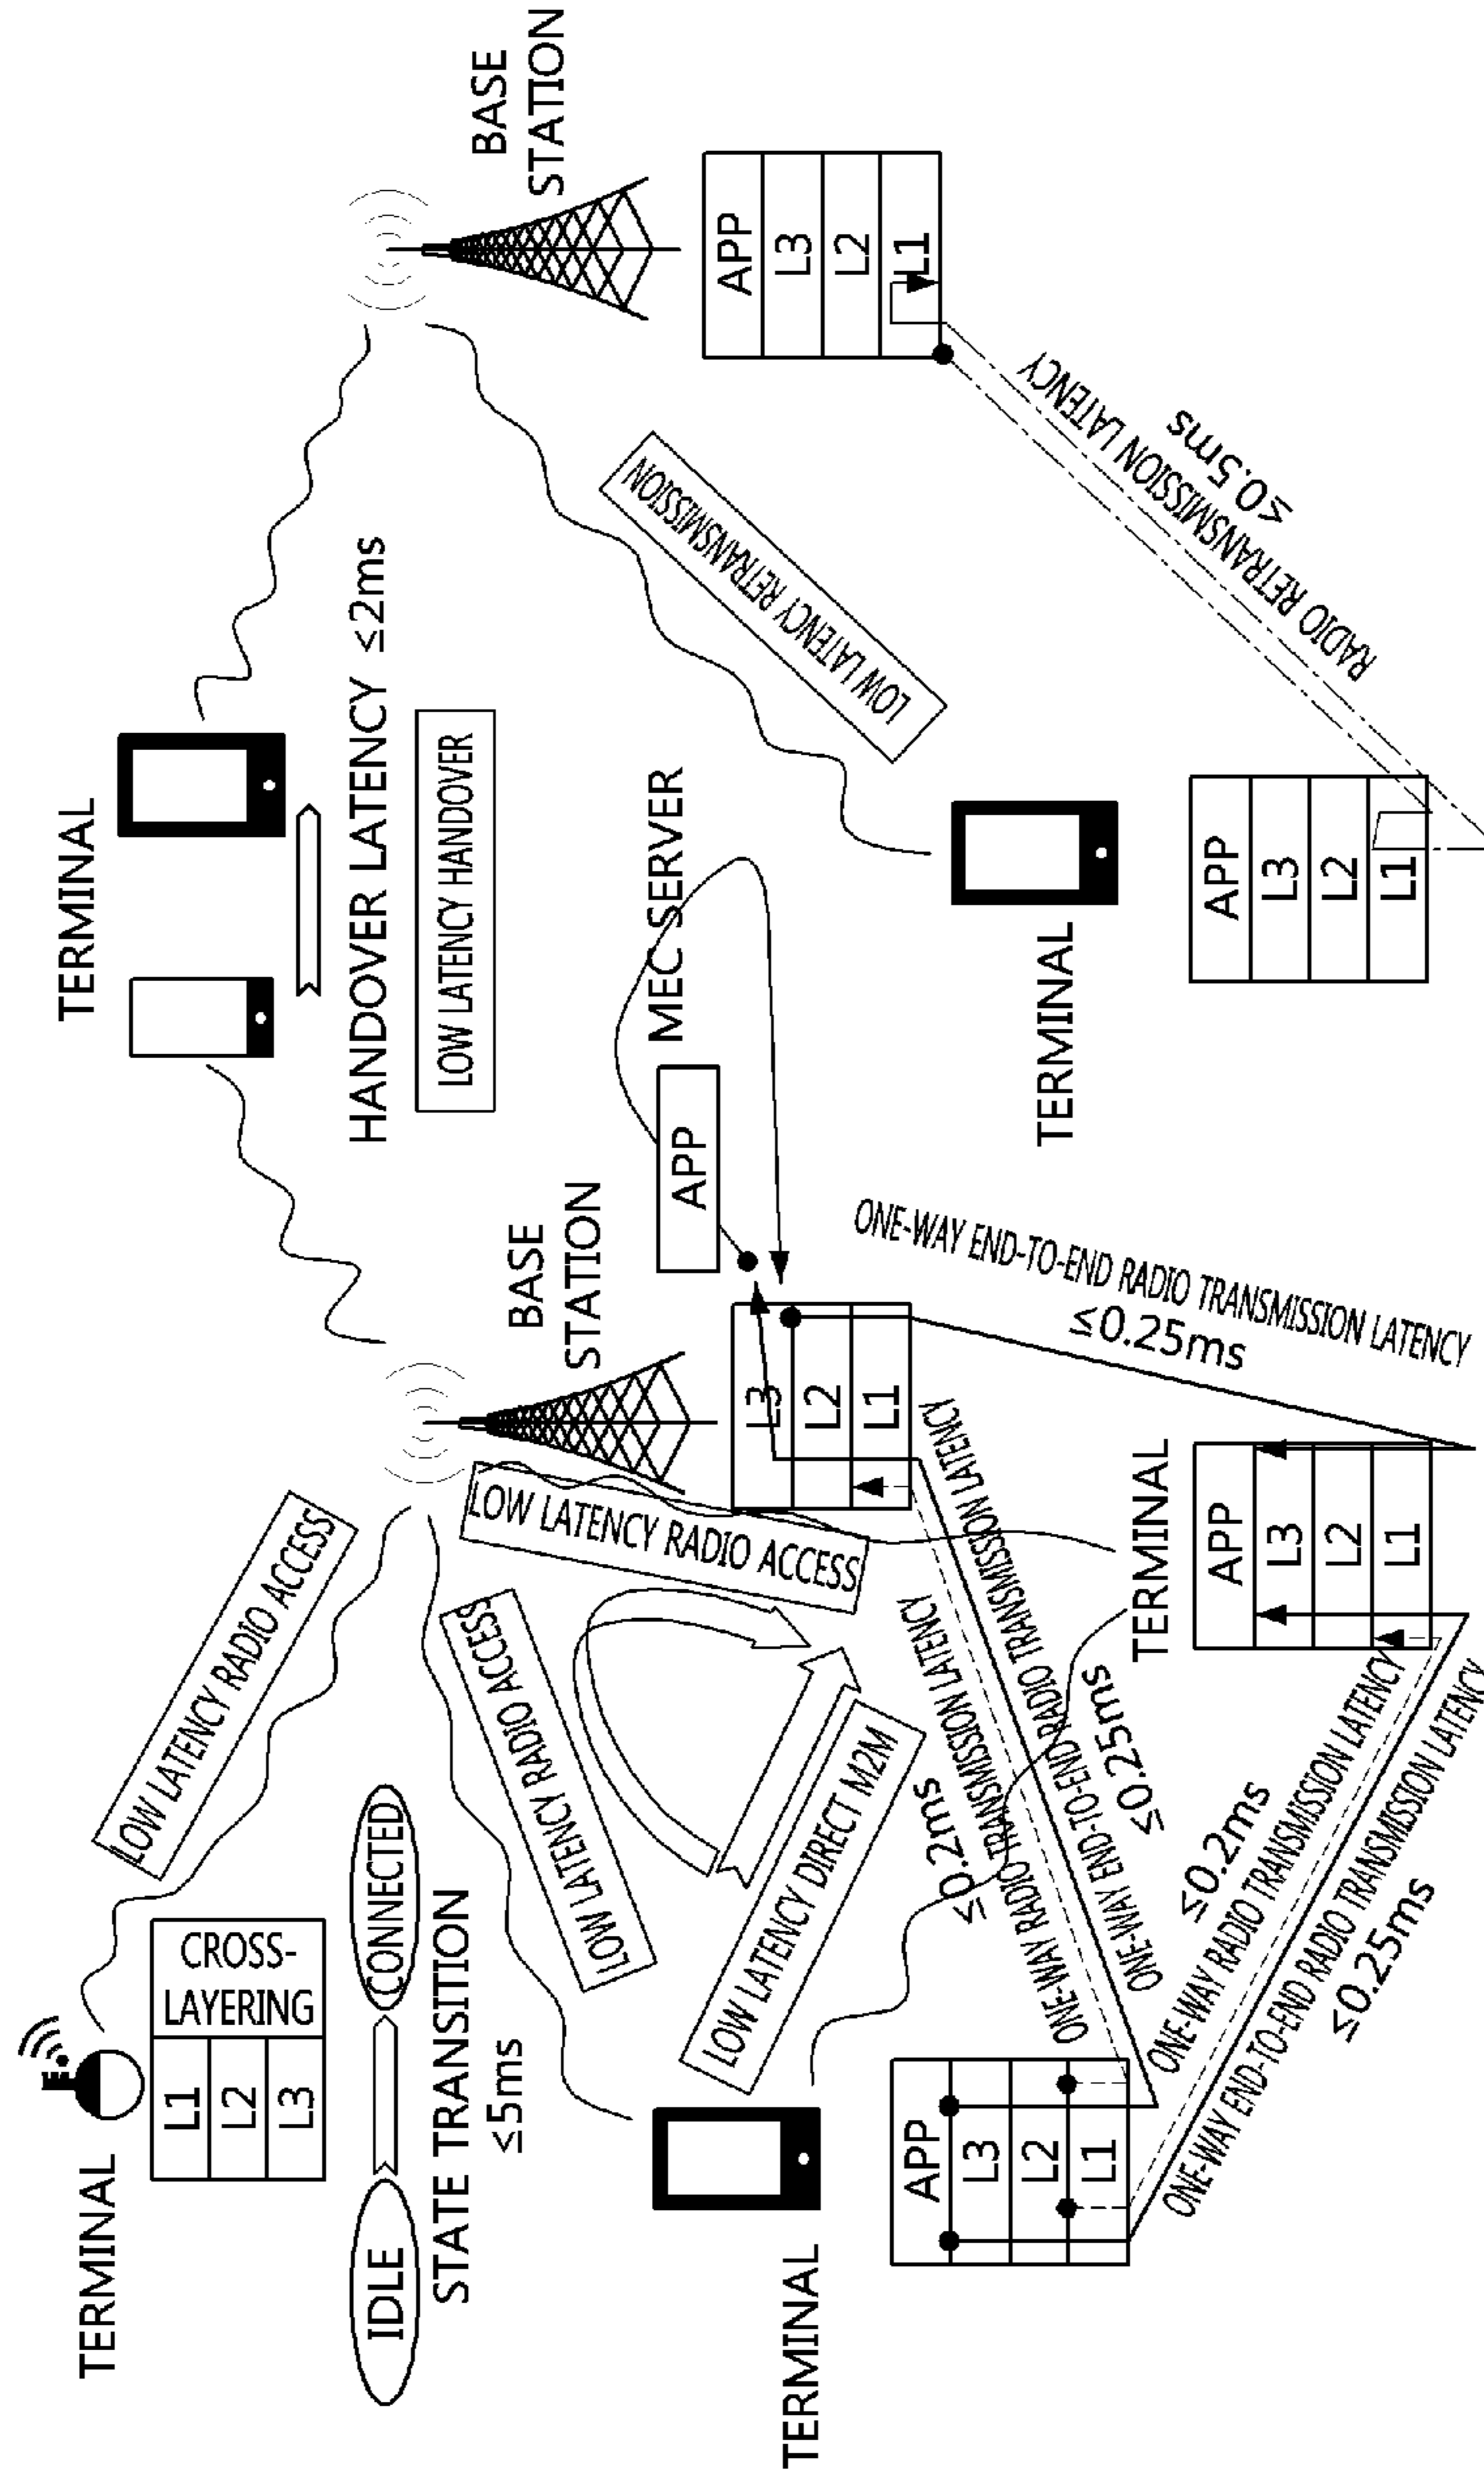 TERMINAL
L1
L2
L3
CROSS-
LAYERING
IDLE
CONNECTED
STATE TRANSITION
≤5ms
LOW LATENCY RADIO ACCESS
TERMINAL
HANDOVER LATENCY ≤2ms
LOW LATENCY HANDOVER
BASE
STATION
APP
L3
L2
L1
LOW LATENCY RETRANSMISSION
RADIO RETRANSMISSION LATENCY
≤0.5ms
TERMINAL
APP
L3
L2
L1
MEC SERVER
APP
BASE
STATION
L3
L2
L1
LOW LATENCY RADIO ACCESS
LOW LATENCY RADIO ACCESS
LOW LATENCY DIRECT M2M
TERMINAL
APP
L3
L2
L1
≤0.2ms
ONE-WAY RADIO TRANSMISSION LATENCY
ONE-WAY END-TO-END RADIO TRANSMISSION LATENCY
≤0.25ms
ONE-WAY END-TO-END RADIO TRANSMISSION LATENCY
≤0.25ms
TERMINAL
APP
L3
L2
L1
≤0.2ms
ONE-WAY RADIO TRANSMISSION LATENCY
ONE-WAY END-TO-END RADIO TRANSMISSION LATENCY
≤0.25ms